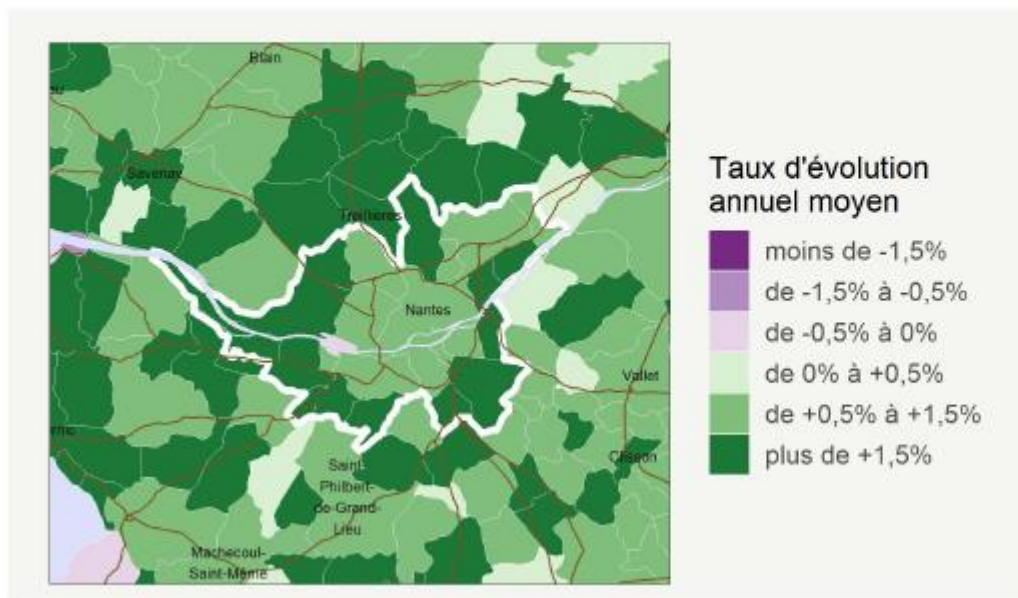 Blain
Savenay
Treillières
Nantes
Vallet
Clisson
Saint-
Philbert-
de-Grand-
Lieu
Machecoul-
Saint-Même
Taux d'évolution
annuel moyen
moins de -1,5%
de -1,5% à -0,5%
de -0,5% à 0%
de 0% à +0,5%
de +0,5% à +1,5%
plus de +1,5%